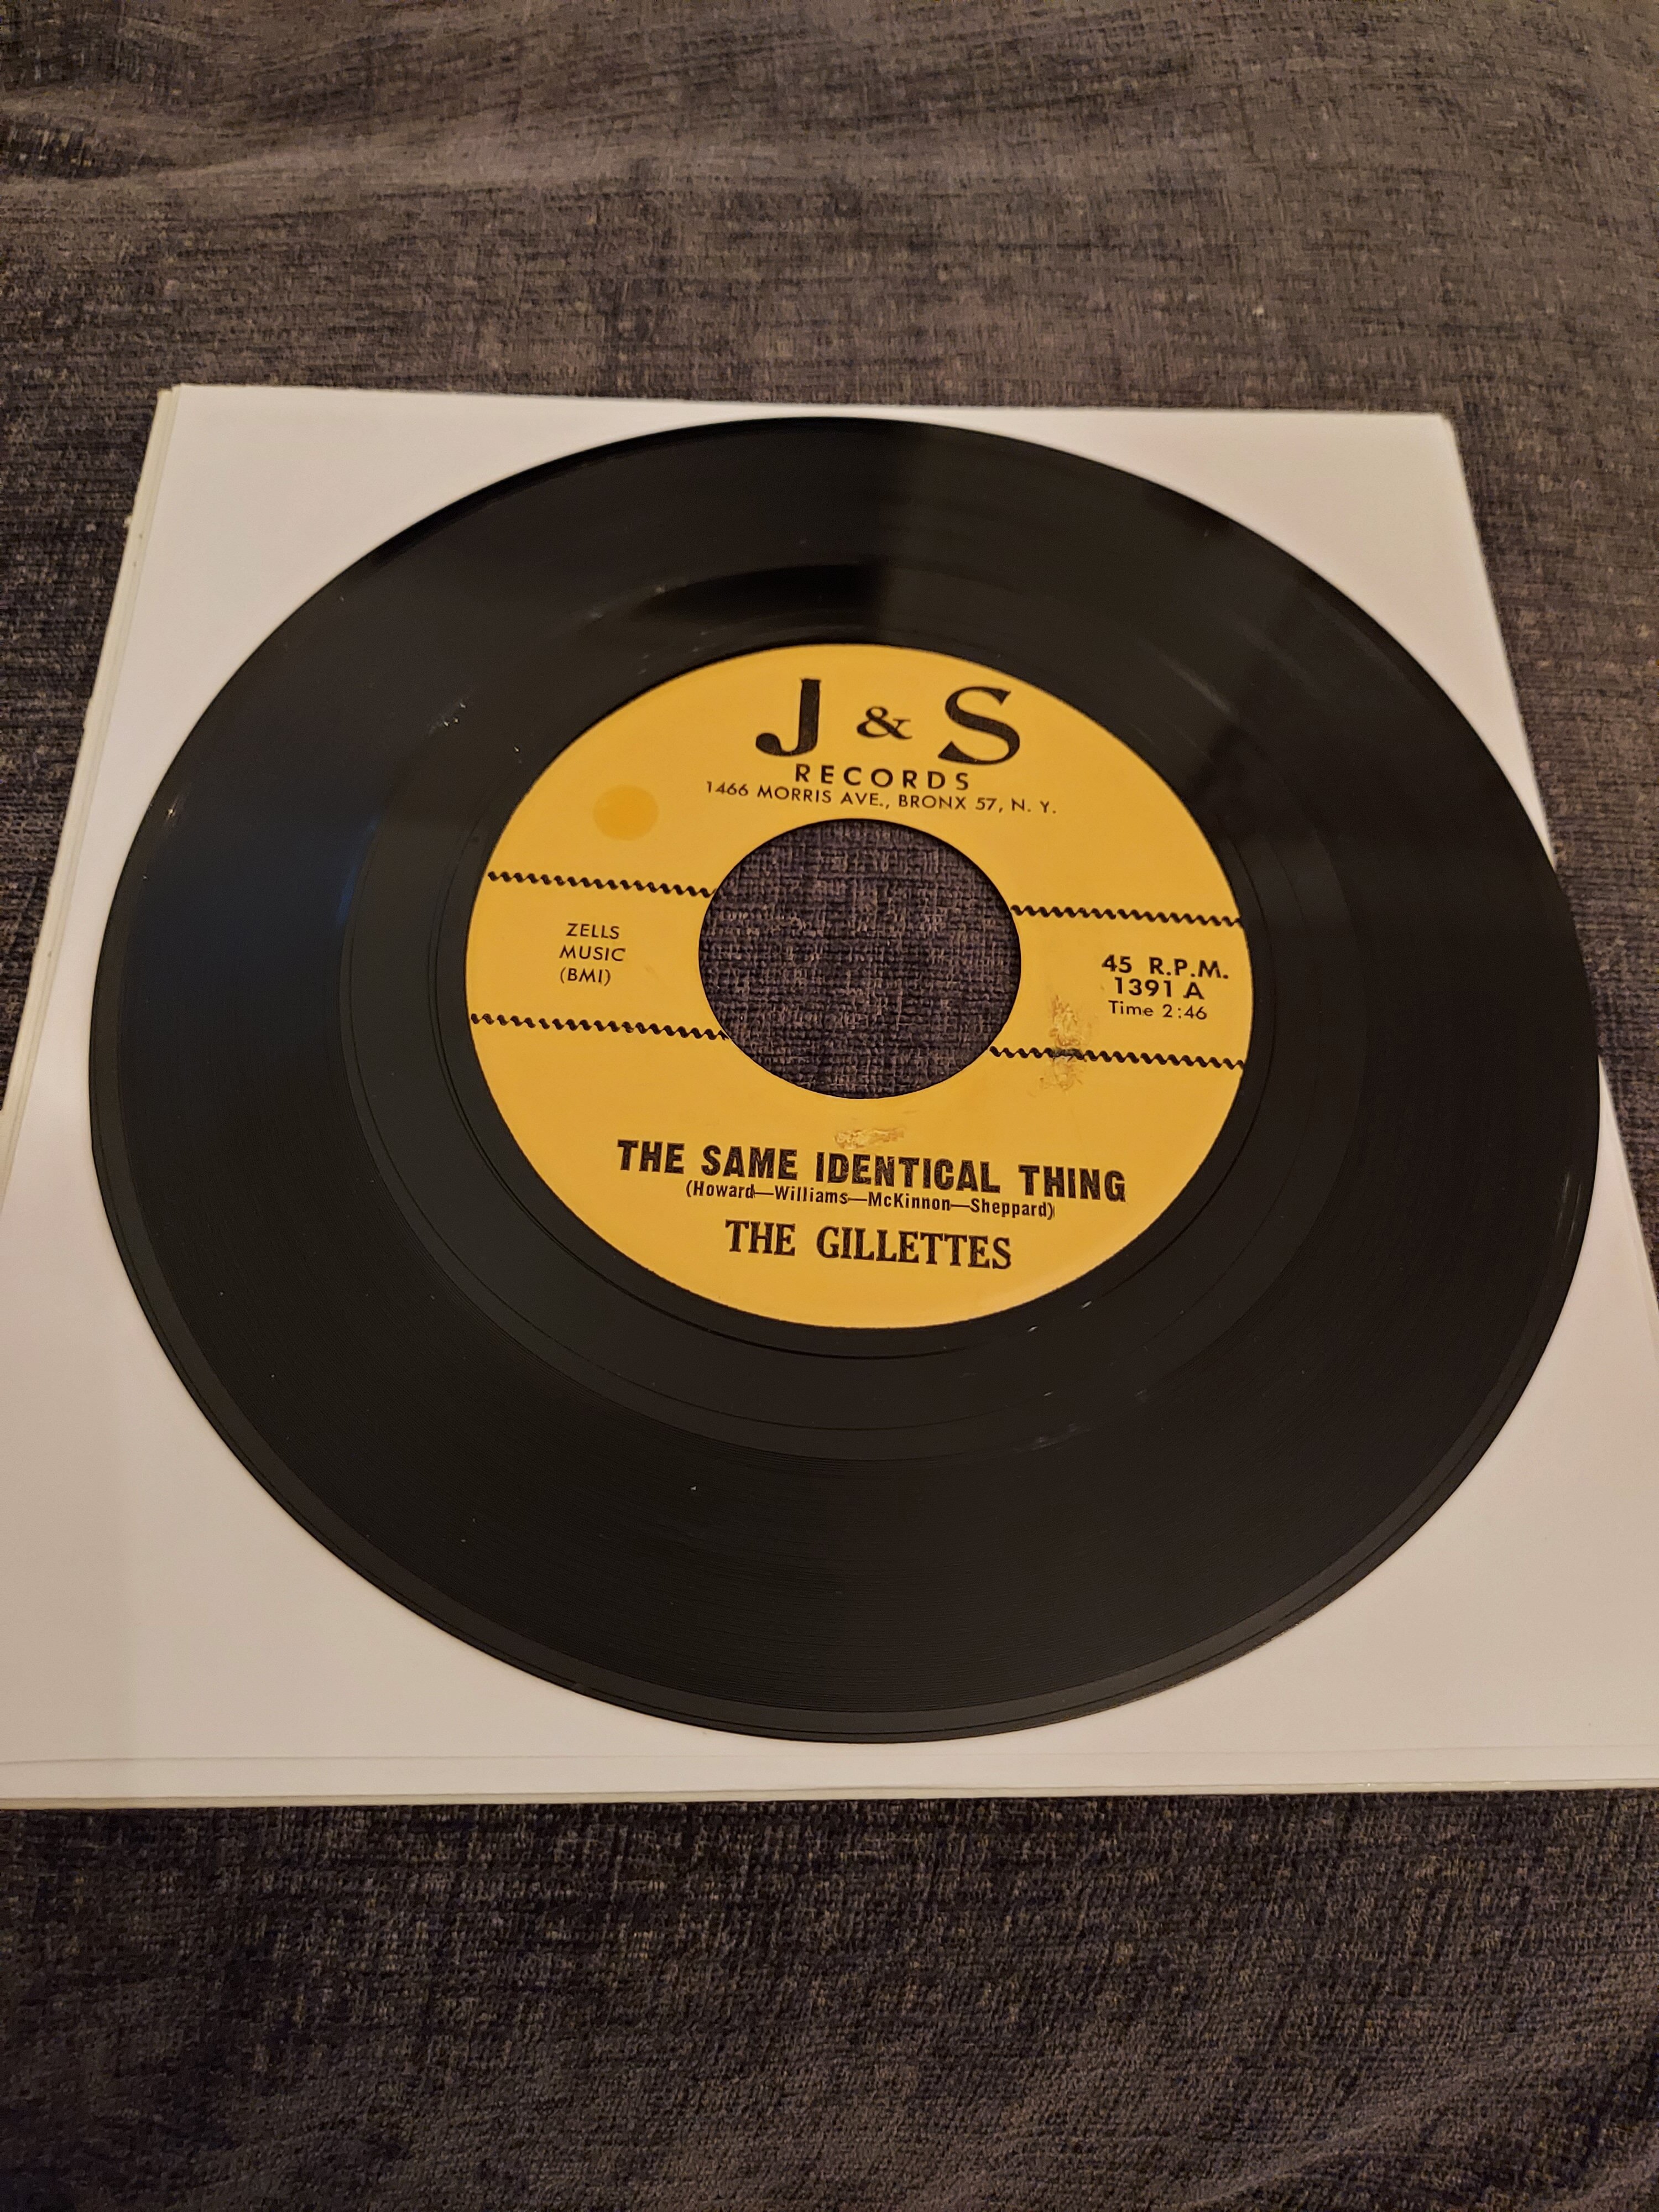 J & S
RECORDS
1466 MORRIS AVE., BRONX 57, N. Y.
ZELLS
MUSIC
(BMI)
45 R.P.M.
1391 A
Time 2:46
THE SAME IDENTICAL THING
(Howard—Williams—McKinnon—Sheppard)
THE GILLETTES